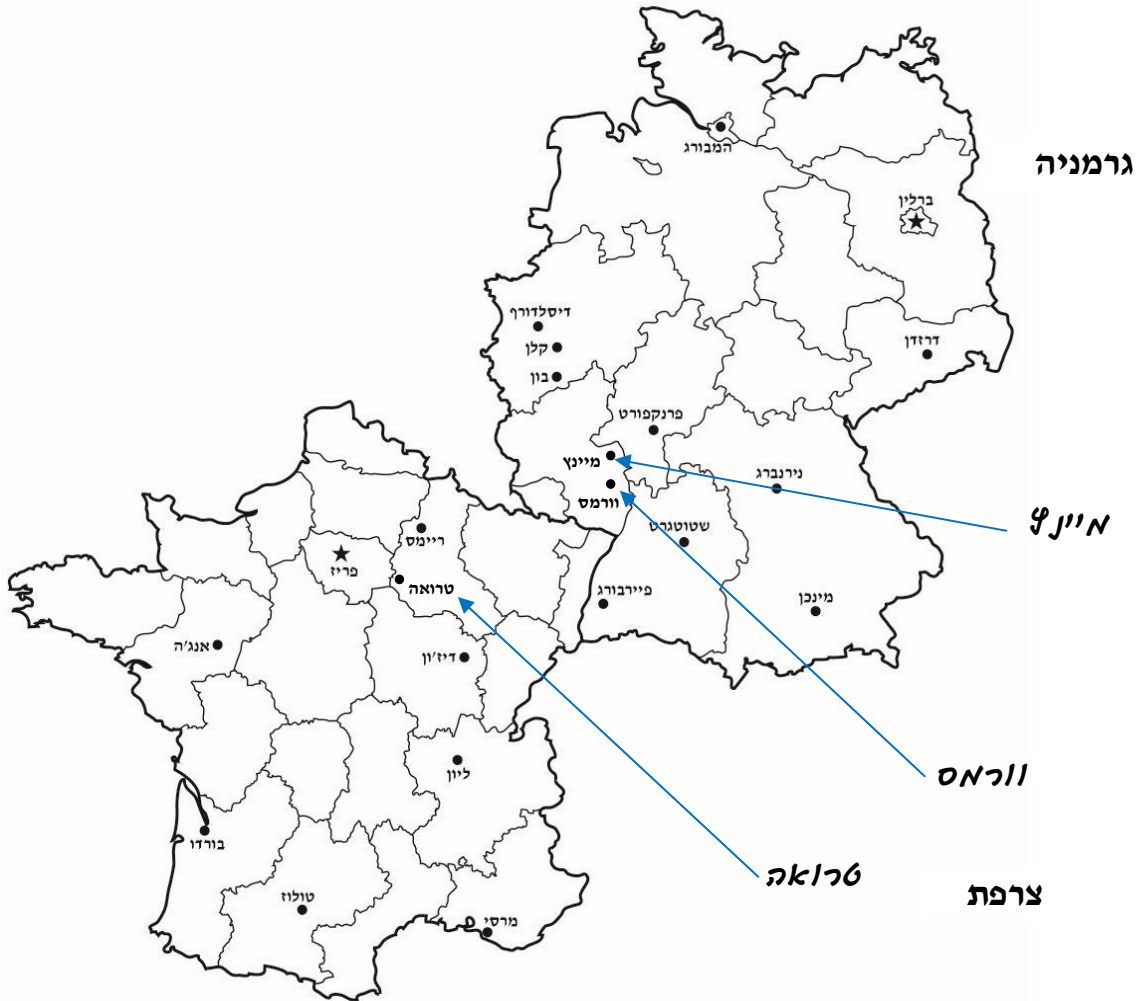 המבורג
גרמניה
ברלין
דיסלדורף
קלן
דרזדן
בון
פרנקפורט
מיינץ
נירנברג
וורמס
מיינץ
שטוטגרט
ריימס
פריז
טרואה
פיירבורג
מינכן
אנג'ה
דיז'ון
ליון
וורמס
בורדו
טרואה
צרפת
טולוז
מרסי